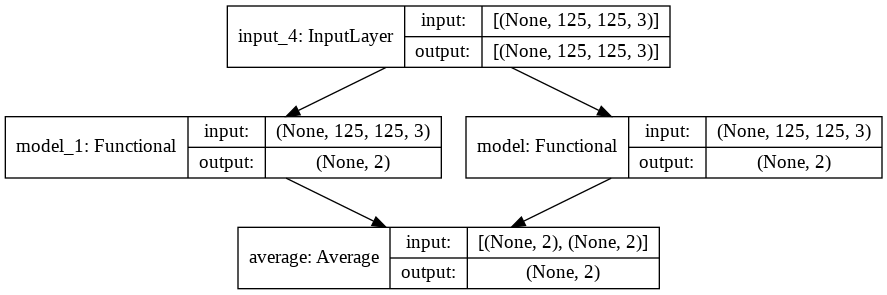 input_4: InputLayer
input: [(None, 125, 125, 3)]
output: [(None, 125, 125, 3)]
model_1: Functional
input: (None, 125, 125, 3)
output: (None, 2)
model: Functional
input: (None, 125, 125, 3)
output: (None, 2)
average: Average
input: [(None, 2), (None, 2)]
output: (None, 2)